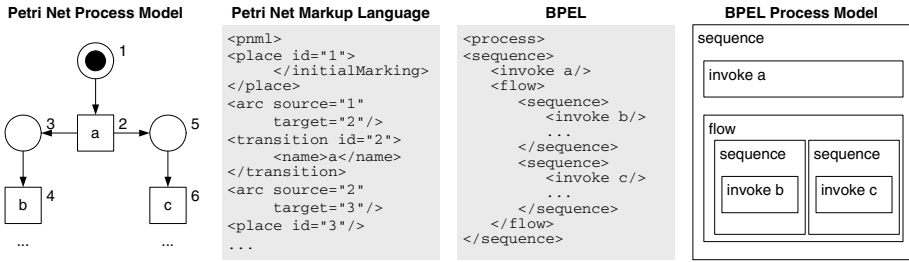 Petri Net Process Model
1
3
a
2
5
4
b
c
6
...
...
Petri Net Markup Language
<pnml>
<place id="1">
</initialMarking>
</place>
<arc source="1"
target="2"/>
<transition id="2">
<name>a</name>
</transition>
<arc source="2"
target="3"/>
<place id="3"/>
...
BPEL
<process>
<sequence>
<invoke a/>
<flow>
<sequence>
<invoke b/>
...
</sequence>
<sequence>
<invoke c/>
...
</sequence>
</flow>
</sequence>
BPEL Process Model
sequence
invoke a
flow
sequence
invoke b
sequence
invoke c